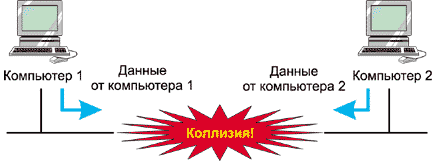 Компьютер 1
Данные
от компьютера 1
Данные
от компьютера 2
Компьютер 2
Коллизия!